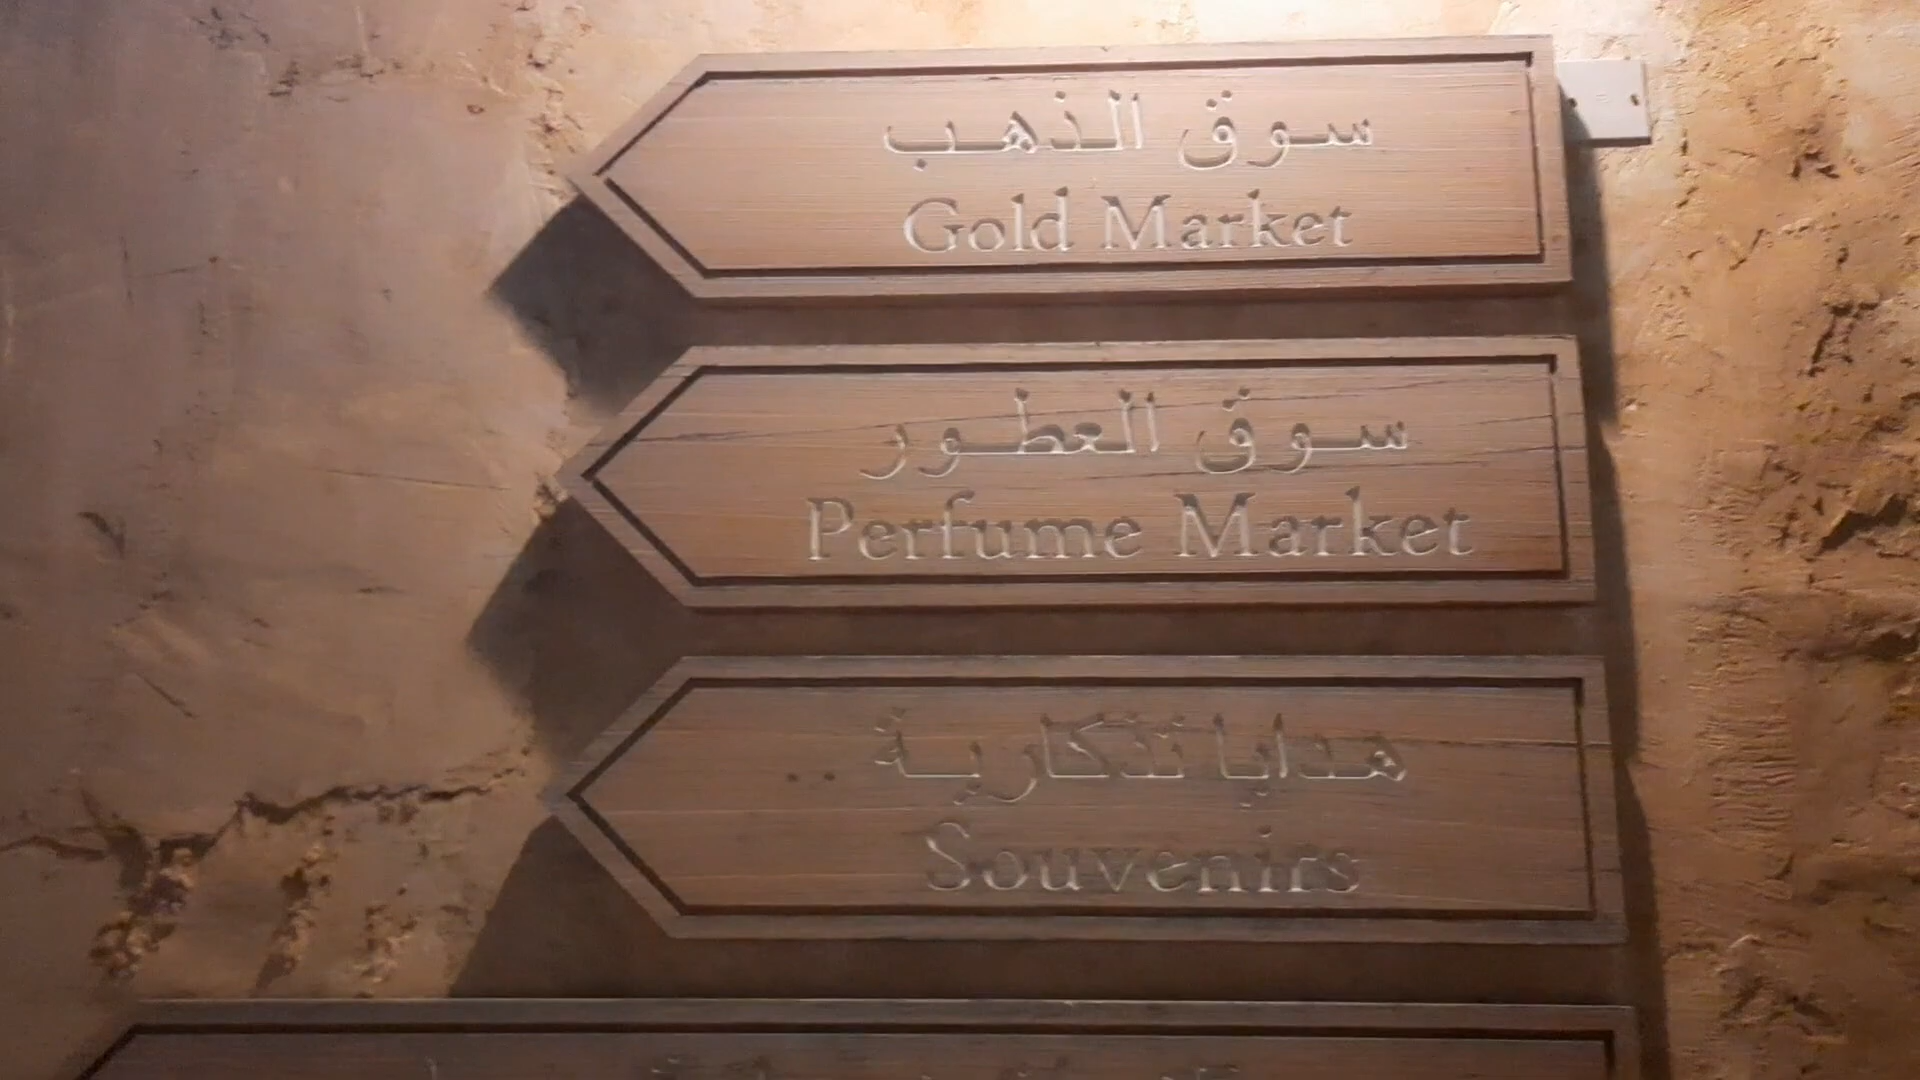 سوق الذهب
Gold Market
سوق العطور
Perfume Market
هدايا تذكارية ..
Souvenirs